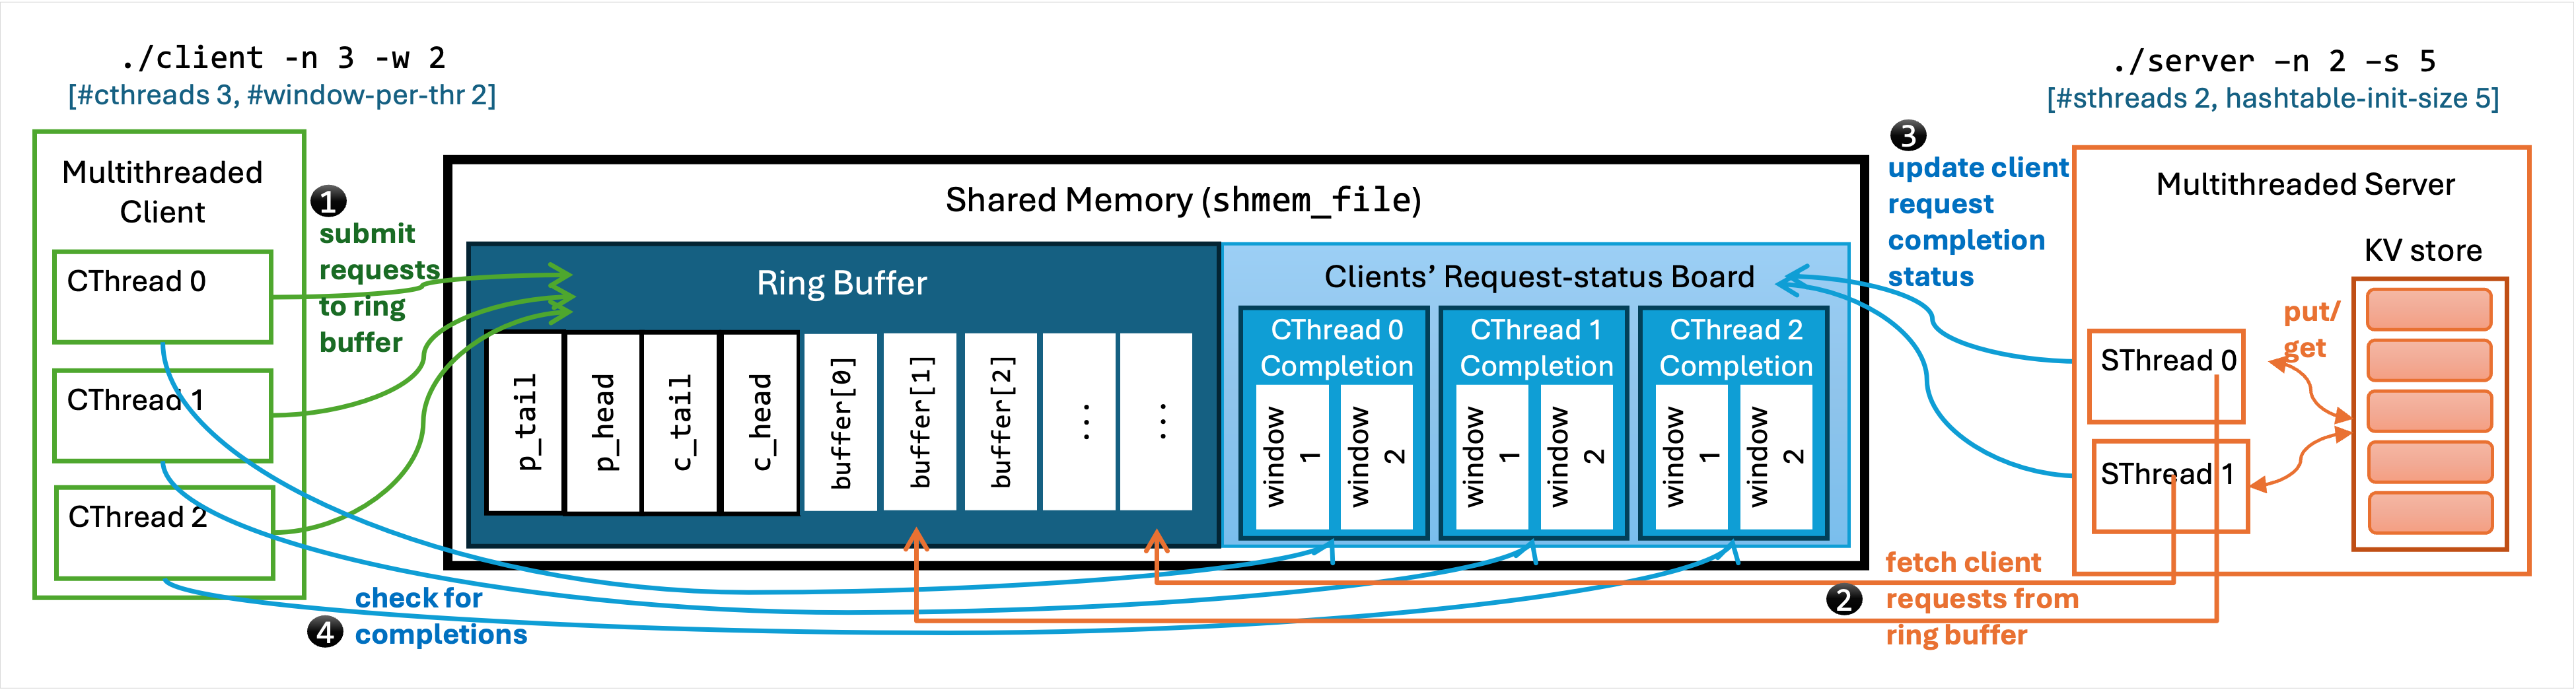 ./client -n 3 -w 2
[#cthreads 3, #window-per-thr 2]
./server –n 2 –s 5
[#sthreads 2, hashtable-init-size 5]
Multithreaded
Client
CThread 0
CThread 1
CThread 2
1
submit
requests
to ring
buffer
Shared Memory (shmem_file)
Ring Buffer
p_tail
p_head
c_tail
c_head
buffer[0]
buffer[1]
buffer[2]
...
...
Clients’ Request-status Board
CThread 0
Completion
window
1
window
2
CThread 1
Completion
window
1
window
2
CThread 2
Completion
window
1
window
2
3
update client
request
completion
status
Multithreaded Server
KV store
put/
get
SThread 0
SThread 1
2
fetch client
requests from
ring buffer
4
check for
completions